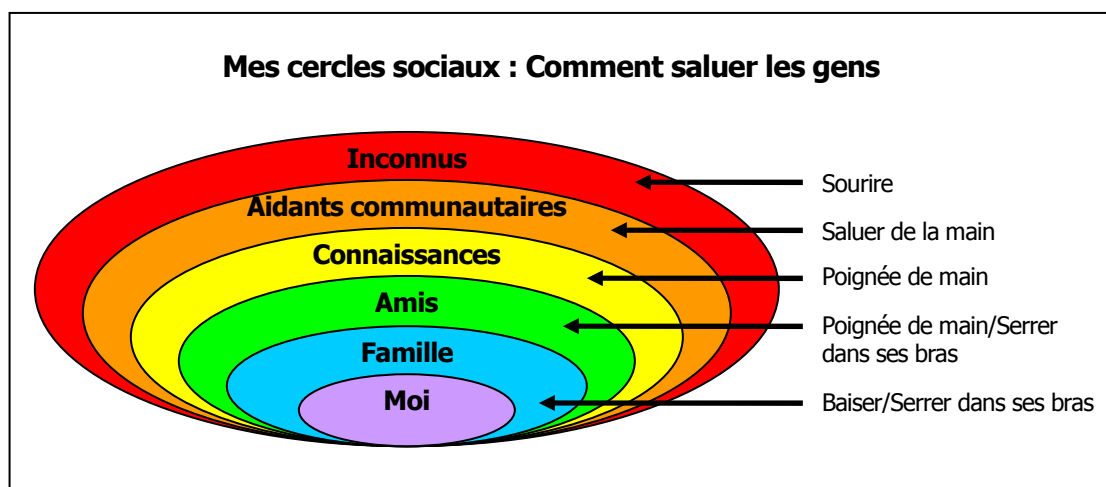 Mes cercles sociaux : Comment saluer les gens
Inconnus
Sourire
Aidants communautaires
Saluer de la main
Connaissances
Poignée de main
Amis
Poignée de main/Serrer
dans ses bras
Famille
Baiser/Serrer dans ses bras
Moi